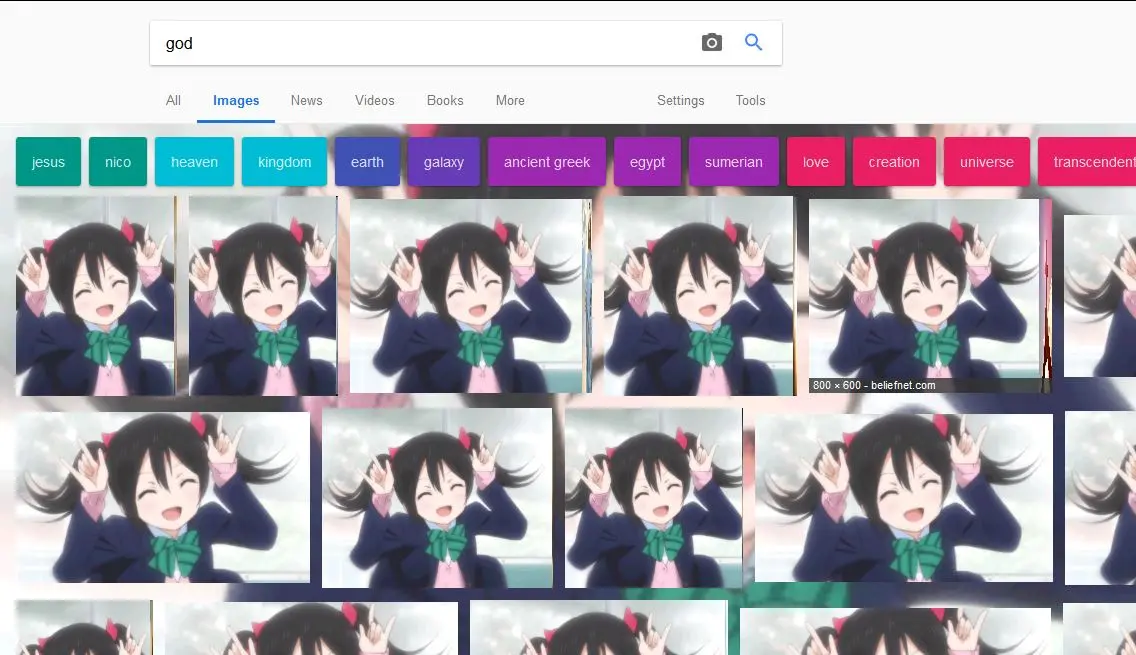 god
All Images News Videos Books More Settings Tools
jesus nico heaven kingdom earth galaxy ancient greek egypt sumerian love creation universe transcendent
800 × 600 - beliefnet.com